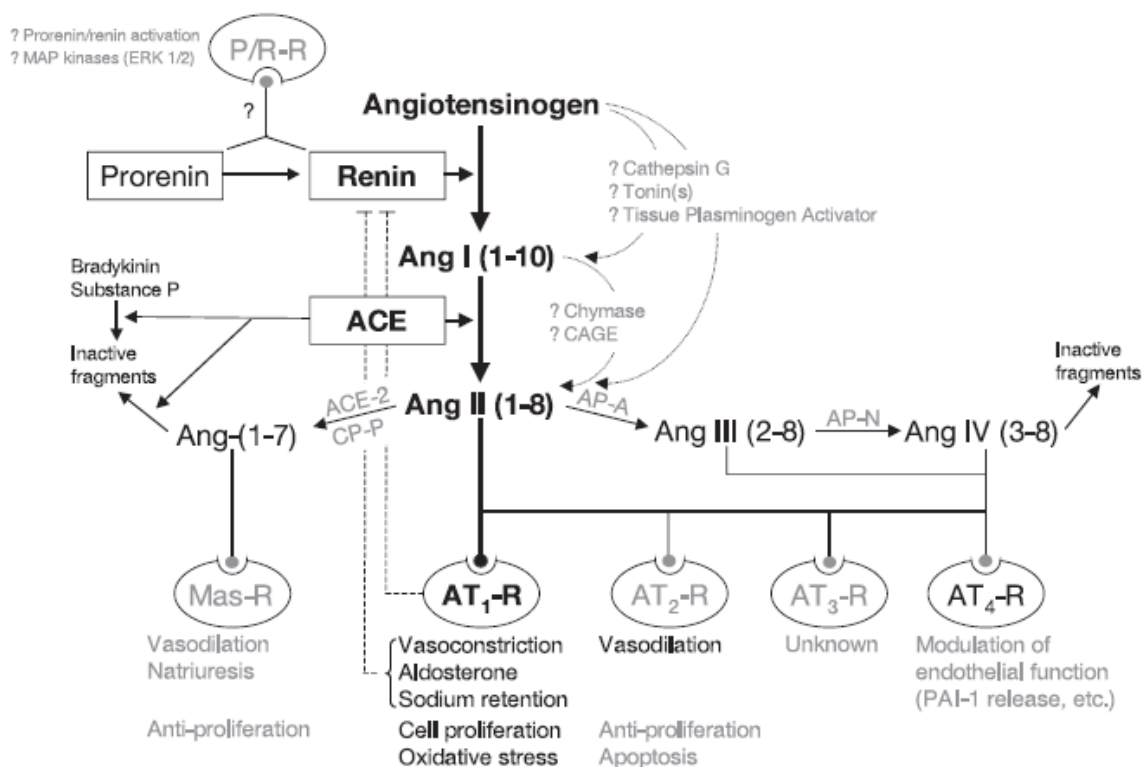 ? Prorenin/renin activation
? MAP kinases (ERK 1/2)
P/R-R
?
Angiotensinogen
Prorenin
Renin
? Cathepsin G
? Tonin(s)
? Tissue Plasminogen Activator
Ang I (1-10)
Bradykinin
Substance P
ACE
? Chymase
? CAGE
Inactive
fragments
Inactive
fragments
ACE-2
CP-P
Ang II (1-8)
AP-A
Ang-(1-7)
Ang III (2-8)
AP-N
Ang IV (3-8)
Mas-R
AT₁-R
AT₂-R
AT₃-R
AT₄-R
Vasodilation
Natriuresis
Anti-proliferation
Vasoconstriction
Aldosterone
Sodium retention
Cell proliferation
Oxidative stress
Vasodilation
Anti-proliferation
Apoptosis
Unknown
Modulation of
endothelial function
(PAI-1 release, etc.)